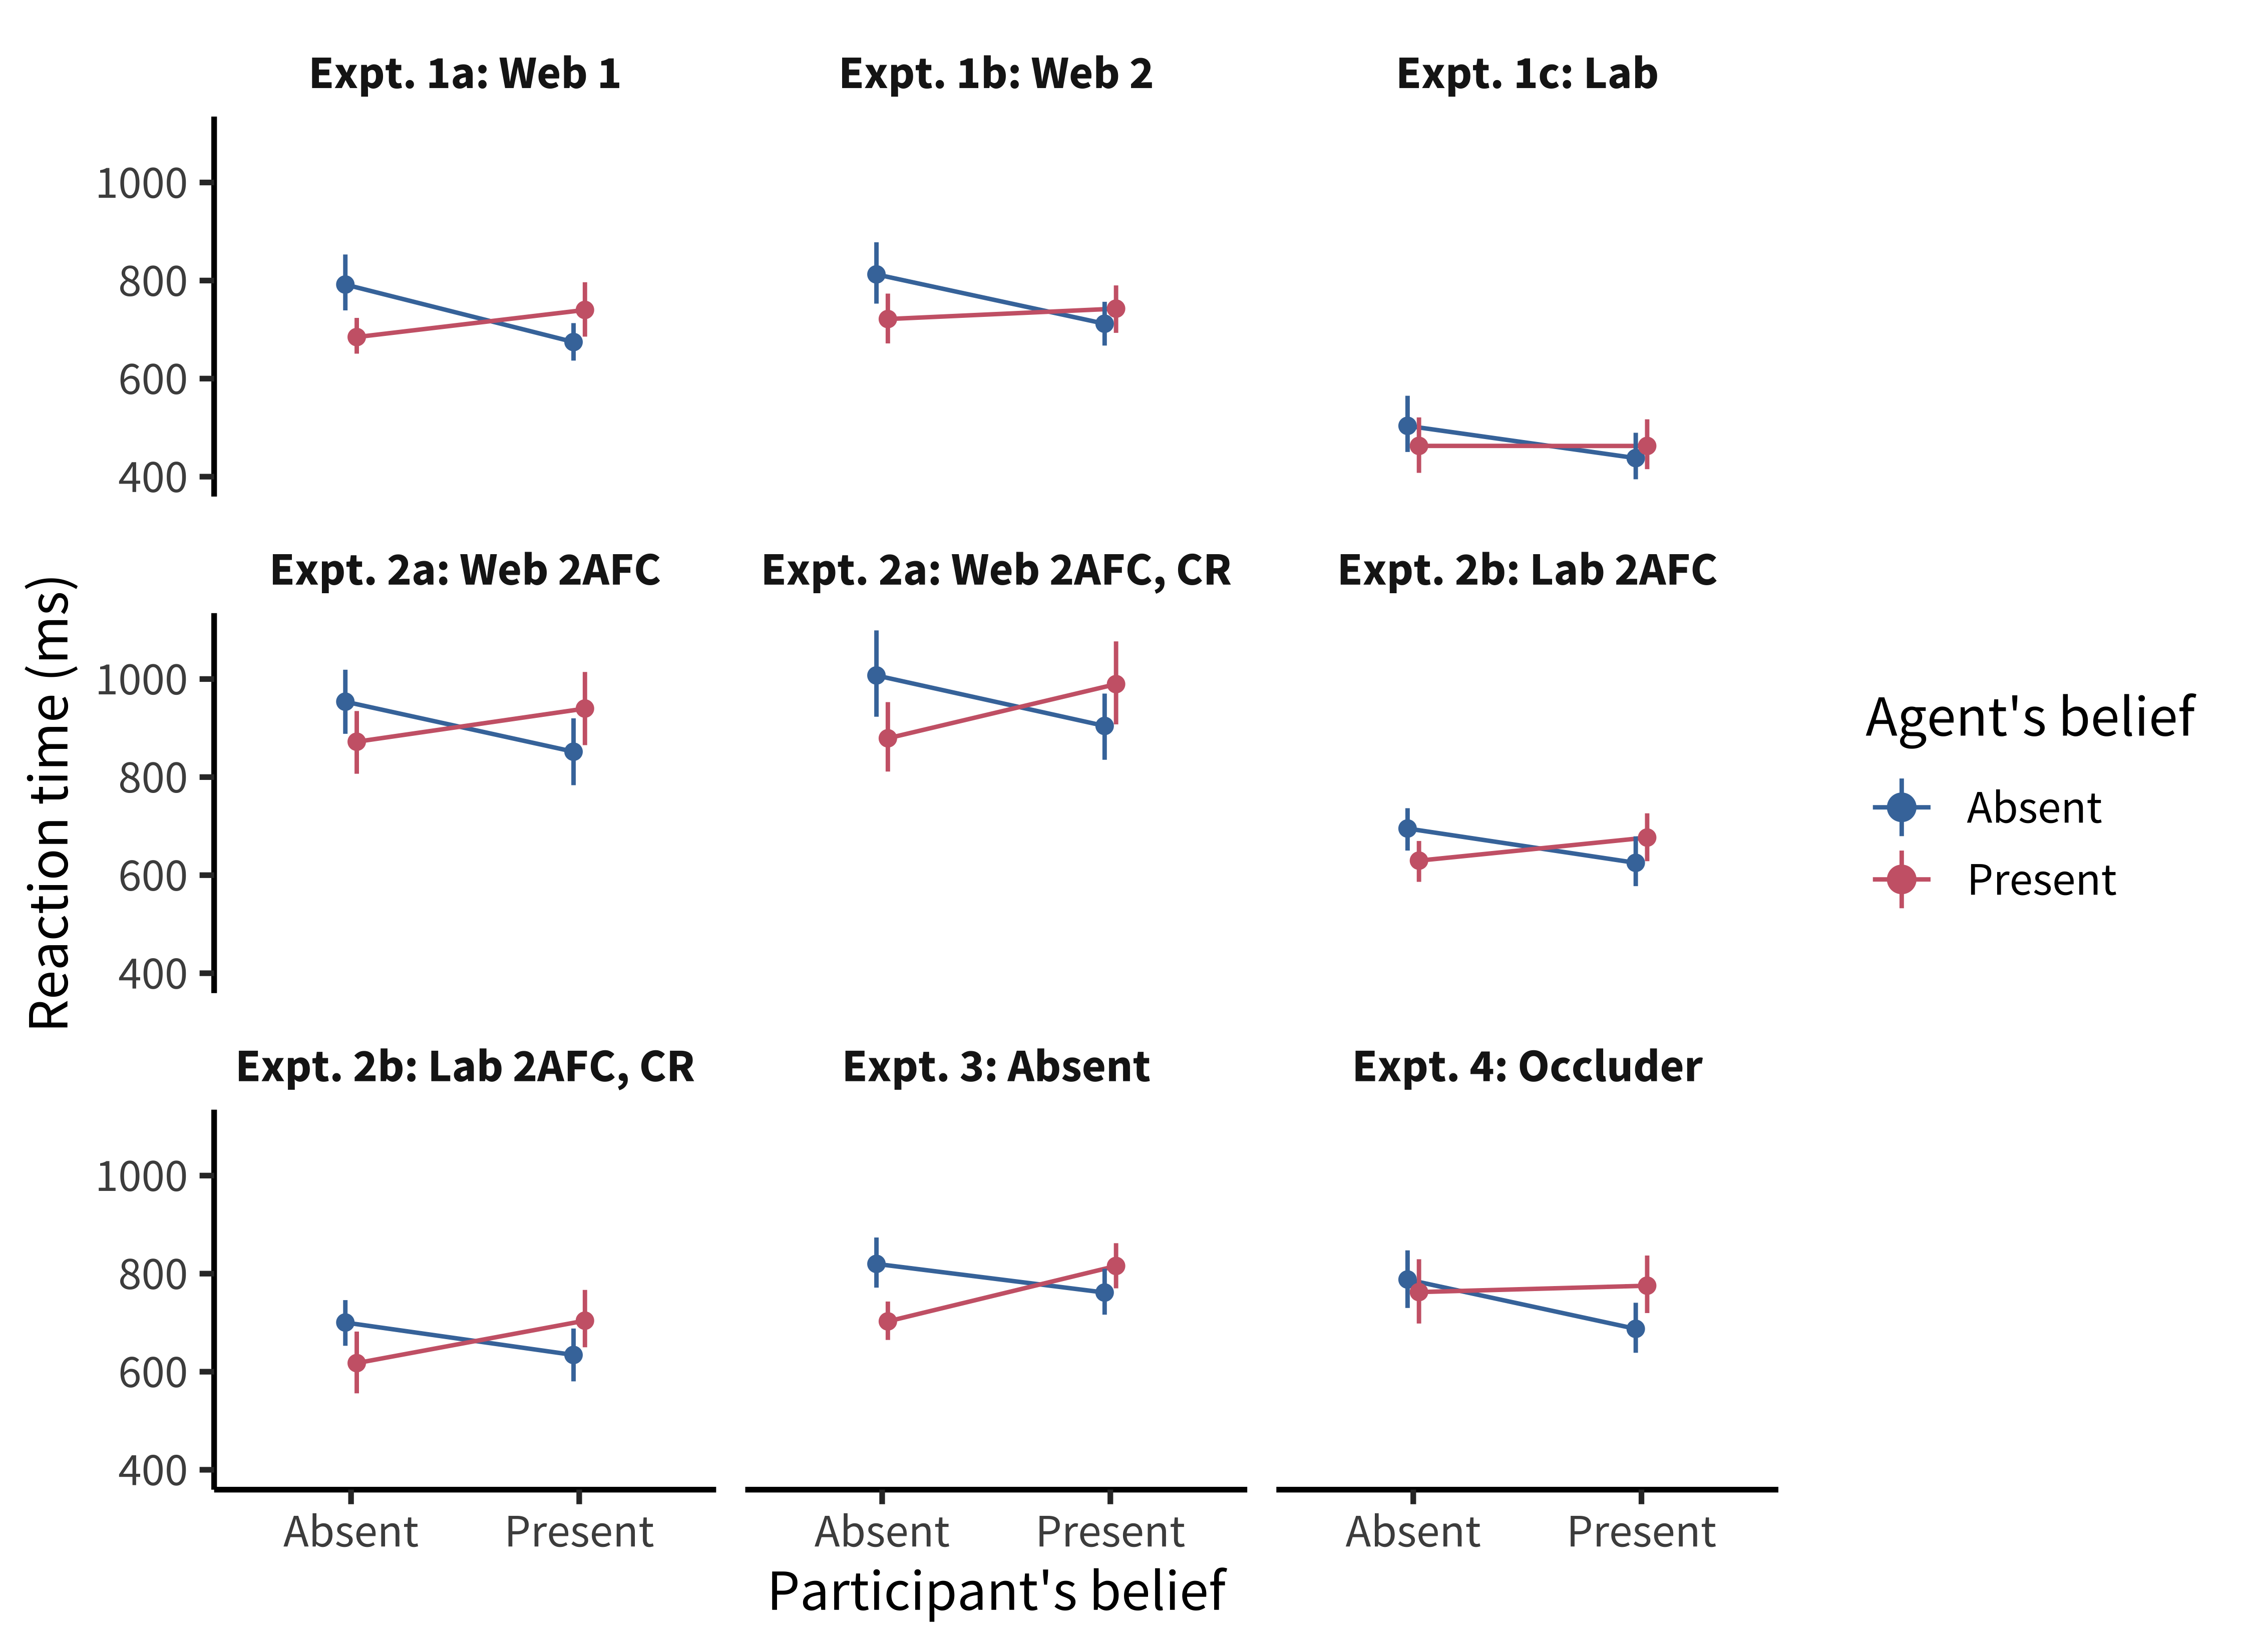 Expt. 1a: Web 1
Expt. 1b: Web 2
Expt. 1c: Lab
1000
800
600
400
Expt. 2a: Web 2AFC
Expt. 2a: Web 2AFC, CR
Expt. 2b: Lab 2AFC
1000
800
600
400
Reaction time (ms)
Expt. 2b: Lab 2AFC, CR
Expt. 3: Absent
Expt. 4: Occluder
1000
800
600
400
Absent Present
Absent Present
Absent Present
Participant's belief
Agent's belief
Absent
Present